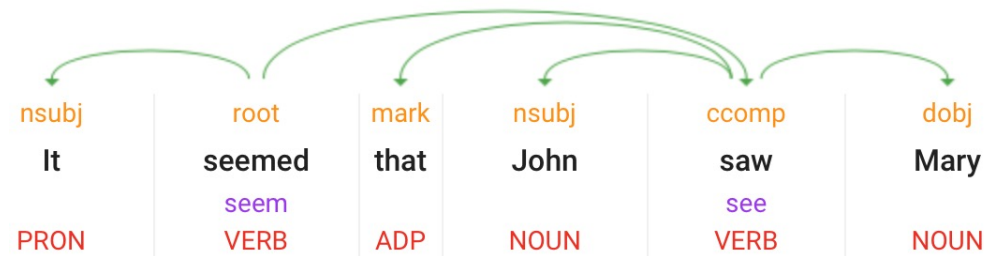 nsubj root mark nsubj ccomp dobj
It seemed that John saw Mary
seem see
PRON VERB ADP NOUN VERB NOUN